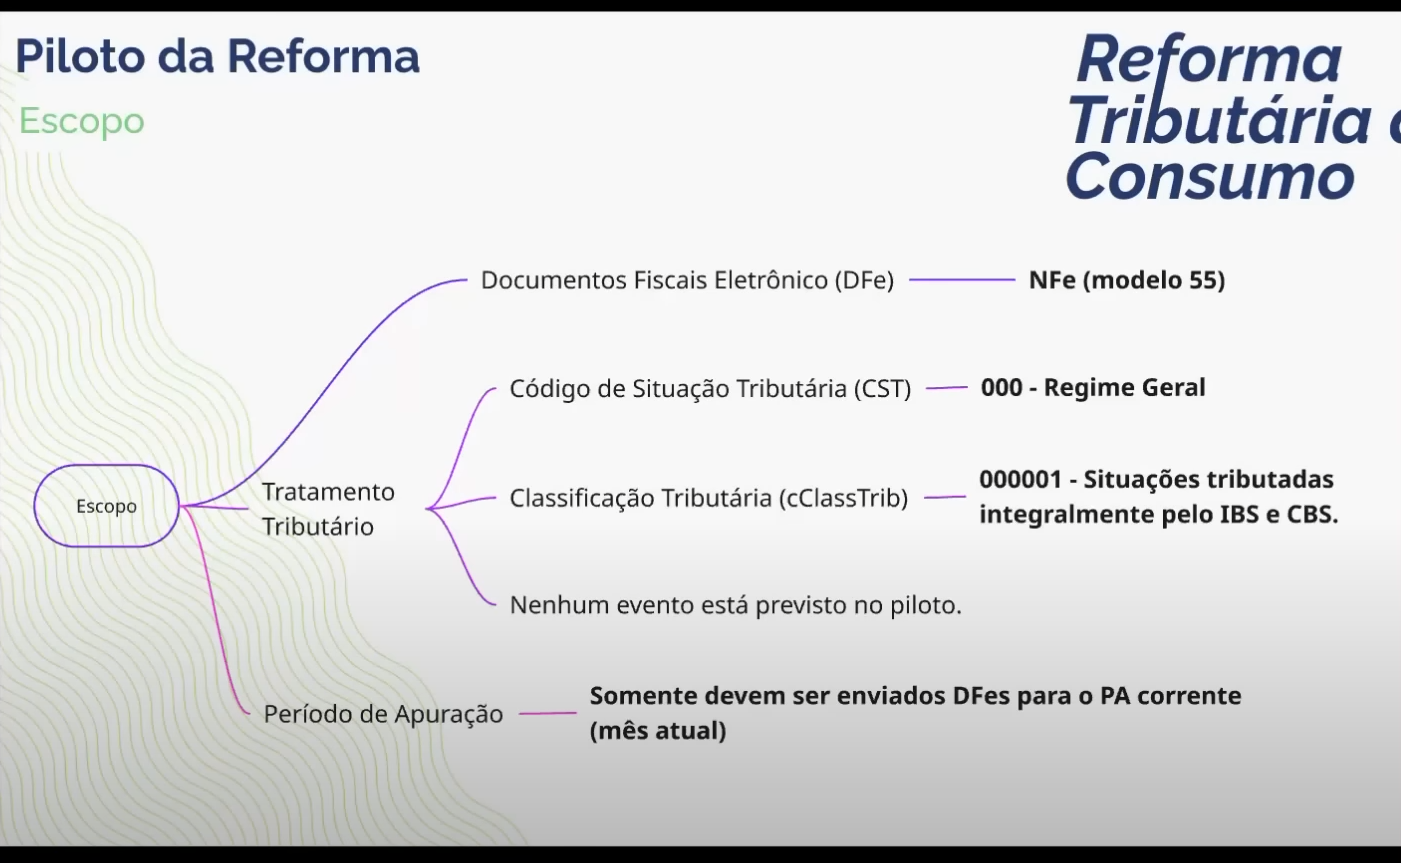 Piloto da Reforma
Escopo
Reforma
Tributária
Consumo
Documentos Fiscais Eletrônico (DFe)
NFe (modelo 55)
Código de Situação Tributária (CST)
000 - Regime Geral
Escopo
Tratamento
Tributário
Classificação Tributária (cClassTrib)
000001 - Situações tributadas
integralmente pelo IBS e CBS.
Nenhum evento está previsto no piloto.
Período de Apuração
Somente devem ser enviados DFes para o PA corrente
(mês atual)